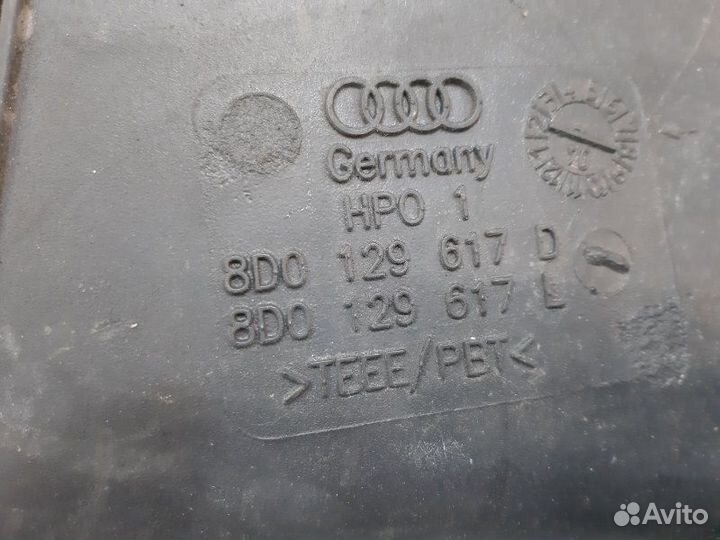 Germany
HPO 1
8D0 129 617 D
8D0 129 617 L
>TEEE/PBT<
Avito